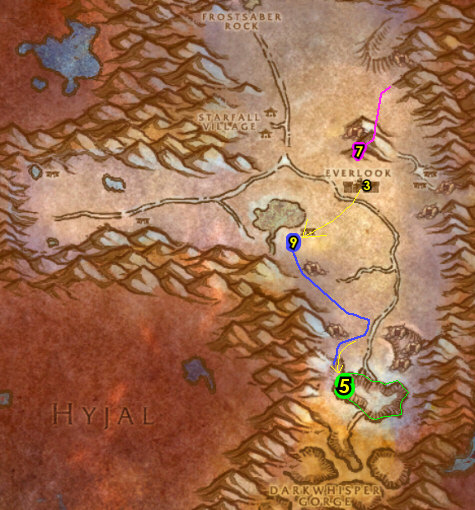 FROSTSABER
ROCK
STARFALL
VILLAGE
7
EVERLOOK
3
9
5
HYJAL
DARKWHISPER
GORGE